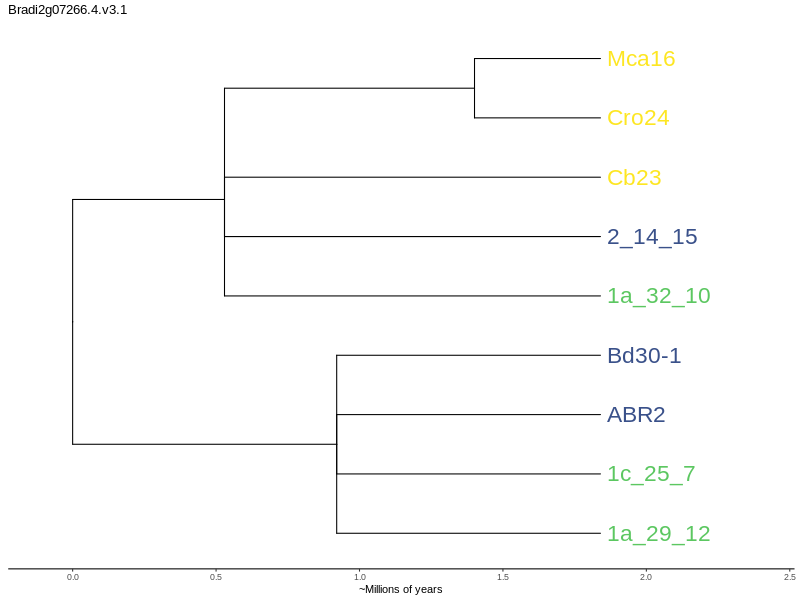 Bradi2g07266.4.v3.1
Mca16
Cro24
Cb23
2_14_15
1a_32_10
Bd30-1
ABR2
1c_25_7
1a_29_12
0.0 0.5 1.0 1.5 2.0 2.5
~Millions of years